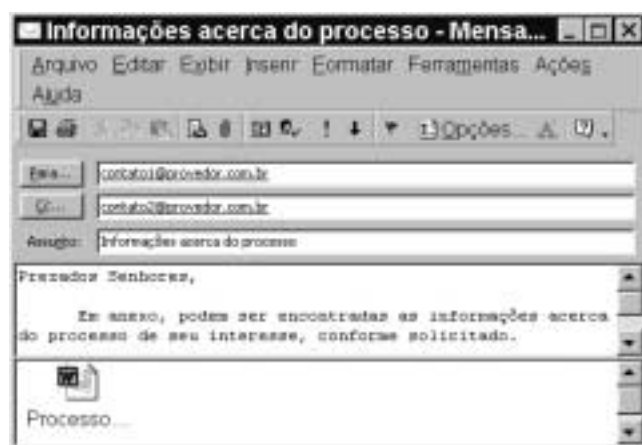 Informações acerca do processo - Mensa...
Arquivo Editar Exibir Inserir Formatar Ferramentas Ações
Ajuda
Opções...
Para... contato1@provedor.com.br
Cc... contato2@provedor.com.br
Assunto: Informações acerca do processo
Prezados Senhores,
Em anexo, podem ser encontradas as informações acerca
do processo de seu interesse, conforme solicitado.
Processo...